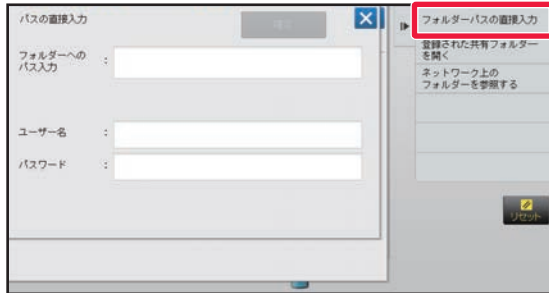 パスの直接入力
フォルダーへの
パス入力
:
ユーザー名 :
パスワード :
フォルダーパスの直接入力
登録された共有フォルダー
を開く
ネットワーク上の
フォルダーを参照する
リセット